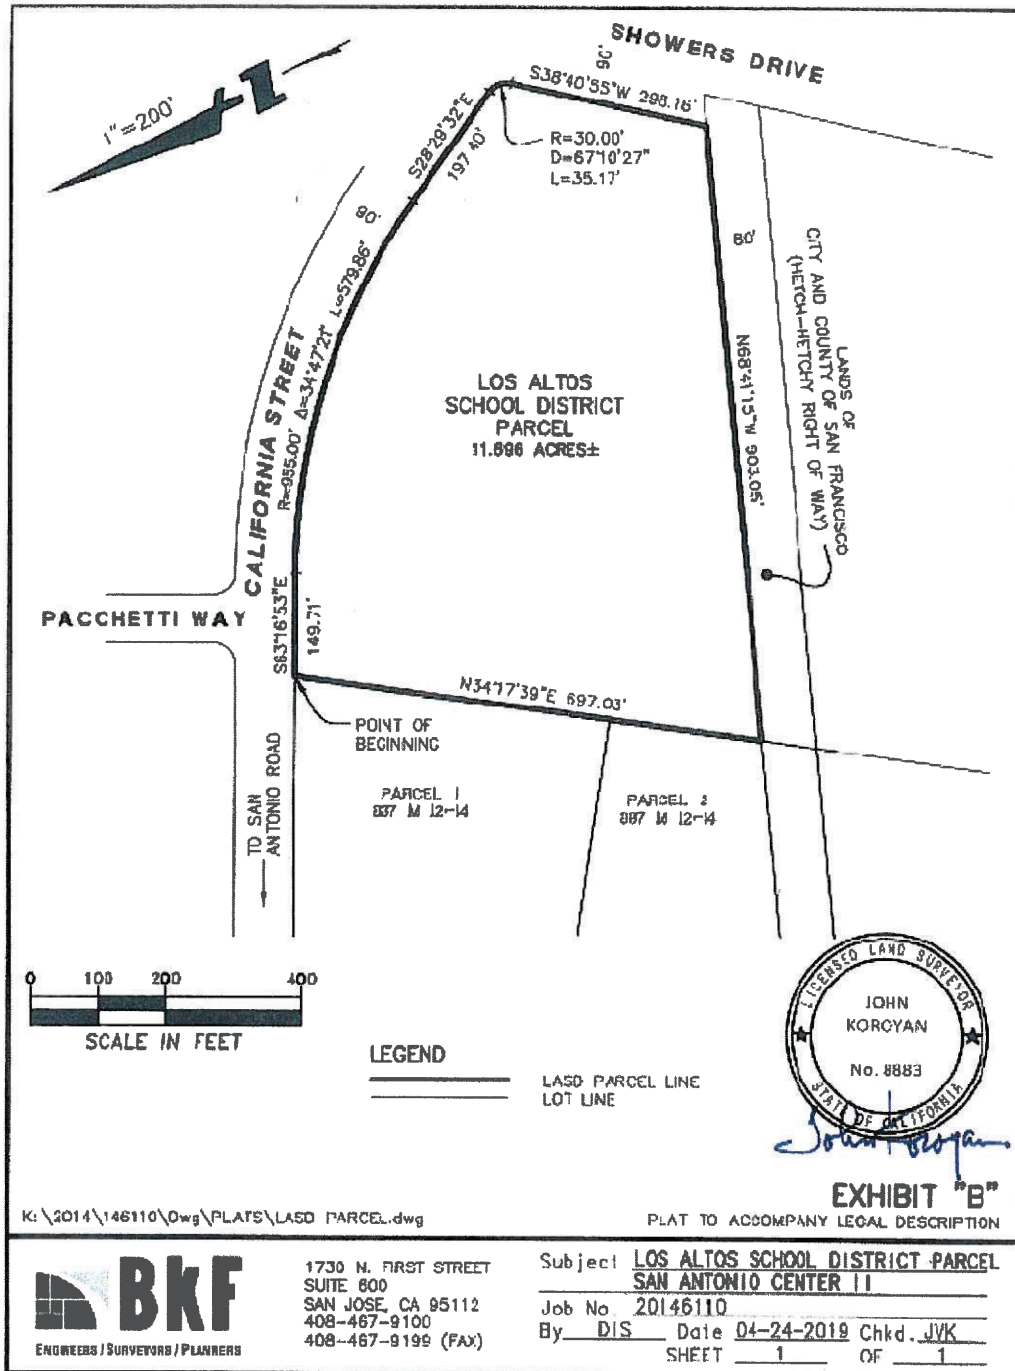 SHOWERS DRIVE
90'
1"=200'
S38°40'55"W 295.16'
S28°29'32"E
197.40'
R=30.00'
D=67°10'27"
L=35.17'
90'
80'
CALIFORNIA STREET
R=955.00' Δ=34°47'21" L=579.86'
LANDS OF
CITY AND COUNTY OF SAN FRANCISCO
(HETCH-HETCHY RIGHT OF WAY)
N68°41'15"W 903.05'
LOS ALTOS
SCHOOL DISTRICT
PARCEL
11.696 ACRES±
PACCHETTI WAY
S63°16'53"E
149.71'
N34°17'39"E 697.03'
POINT OF
BEGINNING
TO SAN
ANTONIO ROAD
PARCEL 1
887 M 12-14
PARCEL 2
887 M 12-14
0 100 200 400
SCALE IN FEET
LEGEND
LASD PARCEL LINE
LOT LINE
LICENSED LAND SURVEYOR
JOHN
KOROYAN
No. 8883
STATE OF CALIFORNIA
John Koroyan
EXHIBIT "B"
K:\2014\146110\Dwg\PLATS\LASD PARCEL.dwg
PLAT TO ACCOMPANY LEGAL DESCRIPTION
BKF
ENGINEERS / SURVEYORS / PLANNERS
1730 N. FIRST STREET
SUITE 600
SAN JOSE, CA 95112
408-467-9100
408-467-9199 (FAX)
Subject LOS ALTOS SCHOOL DISTRICT PARCEL
SAN ANTONIO CENTER II
Job No. 20146110
By DIS Date 04-24-2019 Chkd. JVK
SHEET 1 OF 1